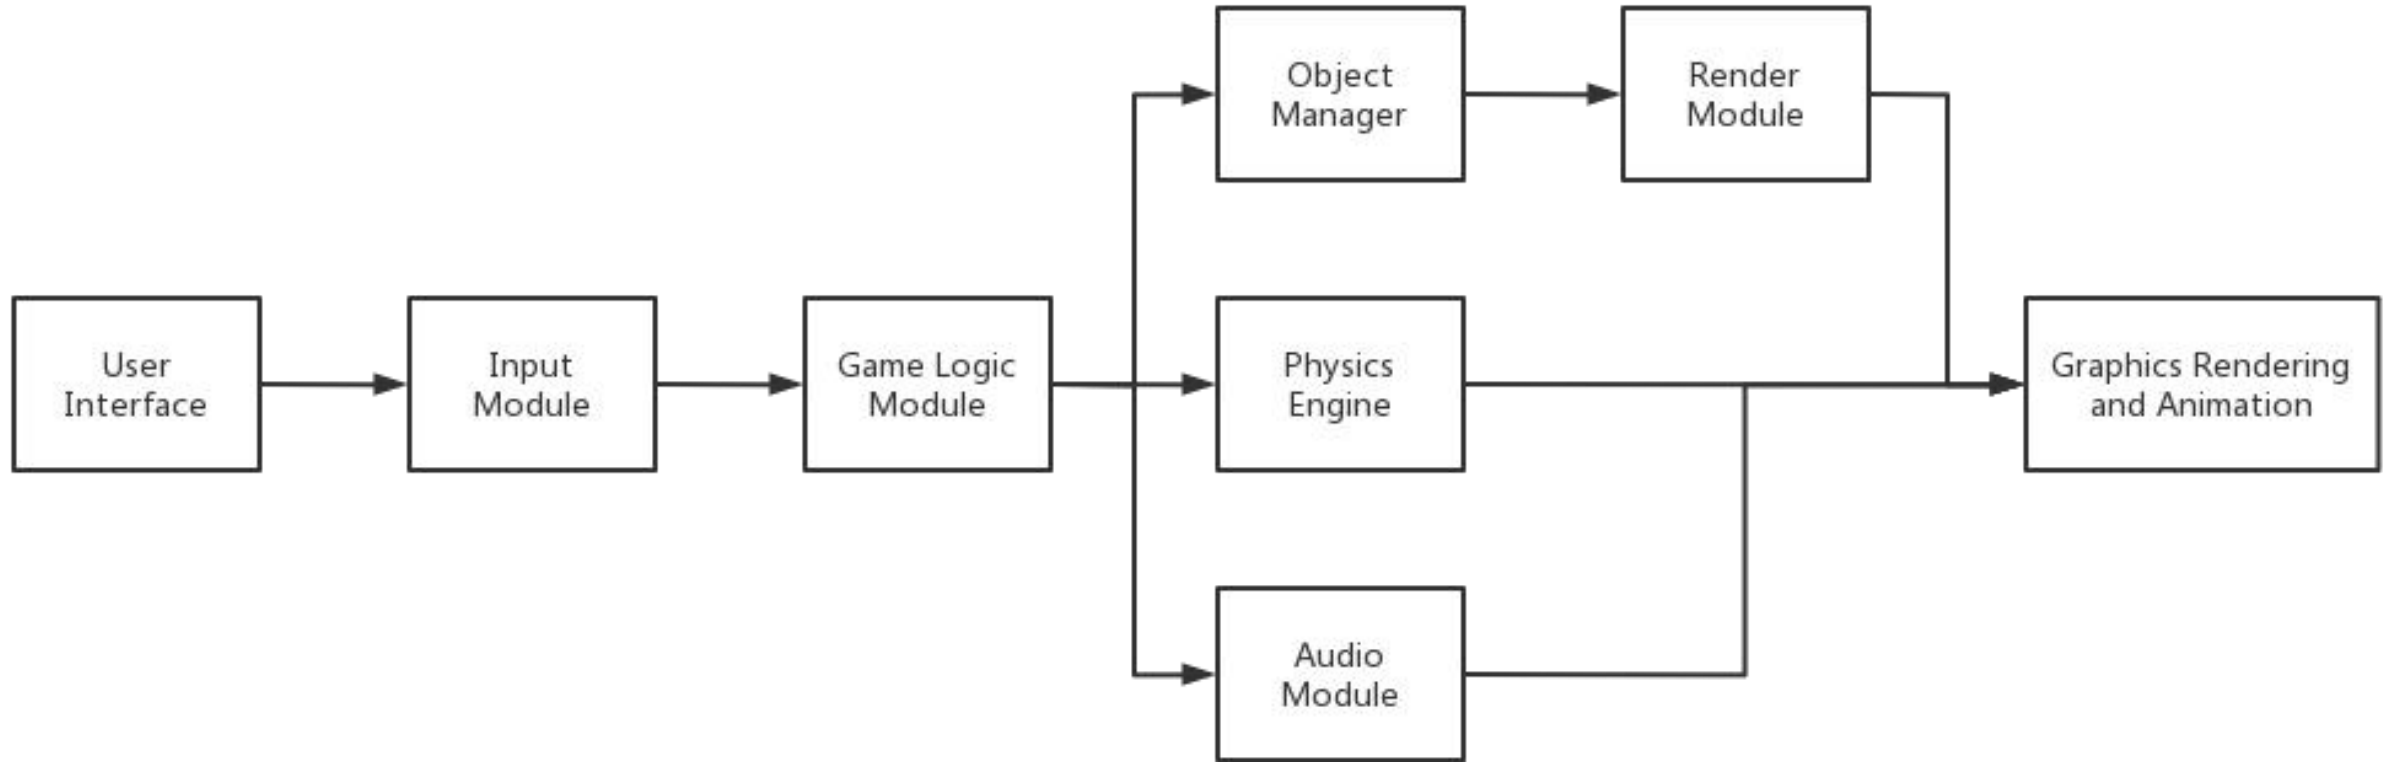 Object
Manager
Render
Module
User
Interface
Input
Module
Game Logic
Module
Physics
Engine
Graphics Rendering
and Animation
Audio
Module